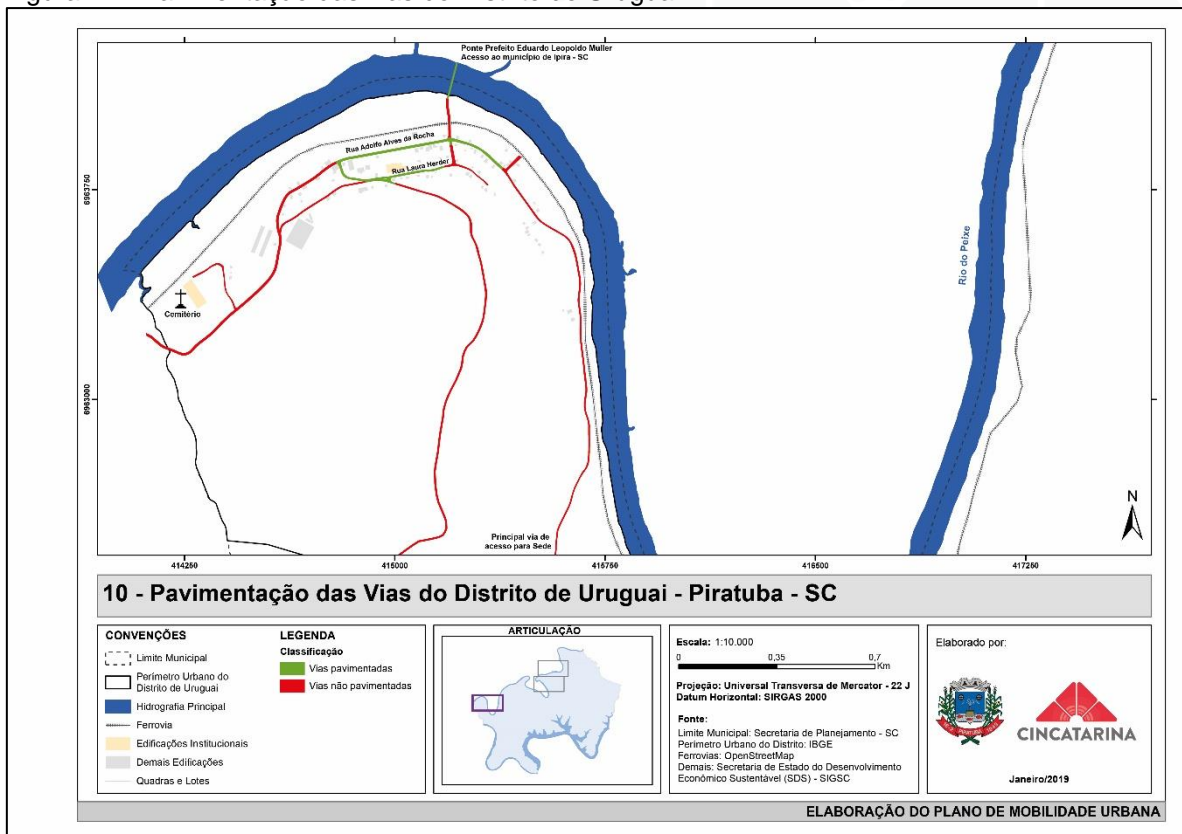 Ponte Prefeito Eduardo Leopoldo Muller
Acesso ao município de Ipira - SC
Rua Adolfo Alves da Rocha
Rua Laura Herder
6963750
Rio do Peixe
Cemitério
6963000
N
Principal via de
acesso para Sede
414250
415000
415750
416500
417250
10 - Pavimentação das Vias do Distrito de Uruguai - Piratuba - SC
CONVENÇÕES
Limite Municipal
Perímetro Urbano do
Distrito de Uruguai
Hidrografia Principal
Ferrovia
Edificações Institucionais
Demais Edificações
Quadras e Lotes
LEGENDA
Classificação
Vias pavimentadas
Vias não pavimentadas
ARTICULAÇÃO
Escala: 1:10.000
0 0,35 0,7
Km
Projeção: Universal Transversa de Mercator - 22 J
Datum Horizontal: SIRGAS 2000
Fonte:
Limite Municipal: Secretaria de Planejamento - SC
Perímetro Urbano do Distrito: IBGE
Ferrovias: OpenStreetMap
Demais: Secretaria de Estado do Desenvolvimento
Econômico Sustentável (SDS) - SIGSC
Elaborado por:
CINCATARINA
Janeiro/2019
ELABORAÇÃO DO PLANO DE MOBILIDADE URBANA